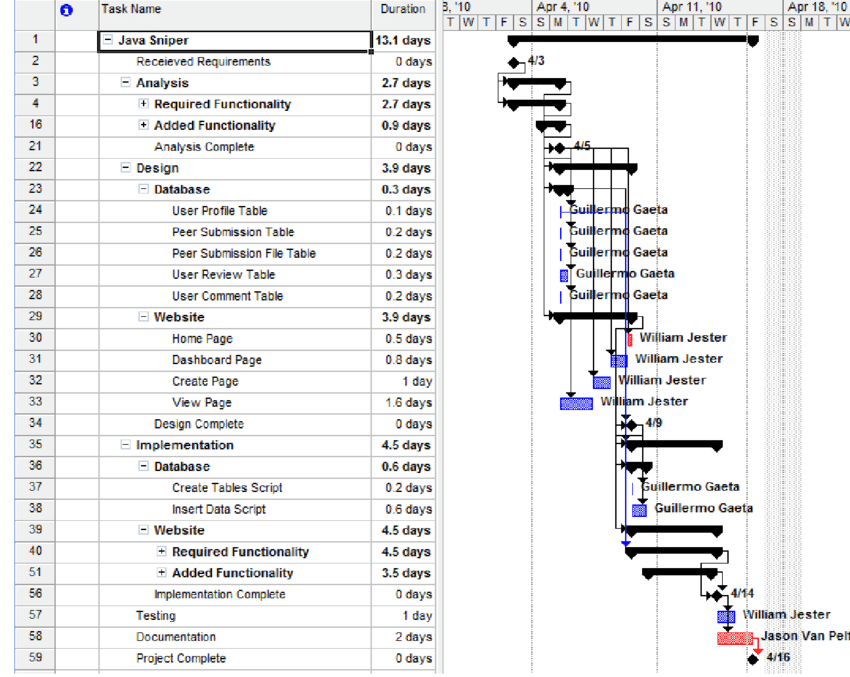 Task Name Duration 3, '10 Apr 4, '10 Apr 11, '10 Apr 18, '10
T W T F S S M T W T F S S M T W T F S S M T W
1 Java Sniper 13.1 days
2 Receieved Requirements 0 days 4/3
3 Analysis 2.7 days
4 Required Functionality 2.7 days
16 Added Functionality 0.9 days
21 Analysis Complete 0 days 4/5
22 Design 3.9 days
23 Database 0.3 days
24 User Profile Table 0.1 days Guillermo Gaeta
25 Peer Submission Table 0.2 days Guillermo Gaeta
26 Peer Submission File Table 0.2 days Guillermo Gaeta
27 User Review Table 0.3 days Guillermo Gaeta
28 User Comment Table 0.2 days Guillermo Gaeta
29 Website 3.9 days
30 Home Page 0.5 days William Jester
31 Dashboard Page 0.8 days William Jester
32 Create Page 1 day William Jester
33 View Page 1.6 days William Jester
34 Design Complete 0 days 4/9
35 Implementation 4.5 days
36 Database 0.6 days
37 Create Tables Script 0.2 days Guillermo Gaeta
38 Insert Data Script 0.6 days Guillermo Gaeta
39 Website 4.5 days
40 Required Functionality 4.5 days
51 Added Functionality 3.5 days
56 Implementation Complete 0 days 4/14
57 Testing 1 day William Jester
58 Documentation 2 days Jason Van Pelt
59 Project Complete 0 days 4/16